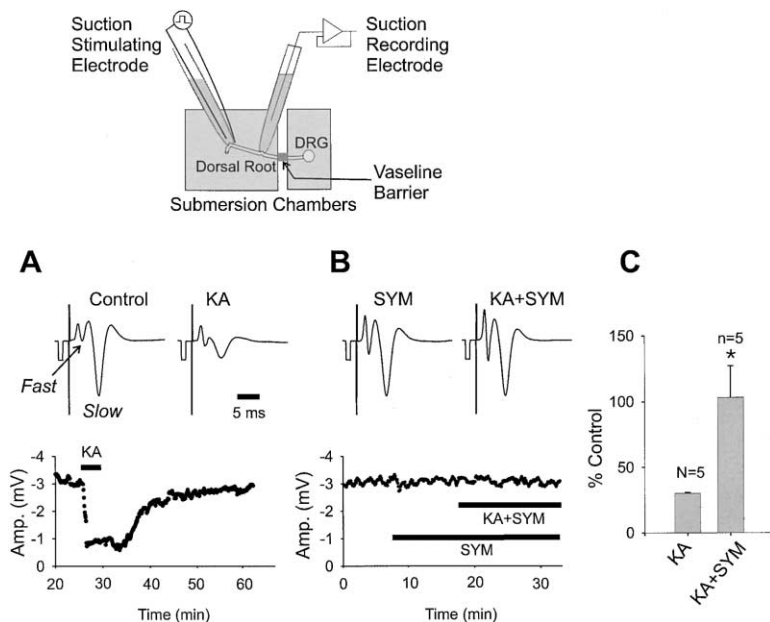 Suction
Stimulating
Electrode
Suction
Recording
Electrode
DRG
Dorsal Root
Vaseline
Barrier
Submersion Chambers
A
Control
KA
Fast
Slow
5 ms
KA
-4
-3
-2
-1
0
Amp. (mV)
20 30 40 50 60
Time (min)
B
SYM
KA+SYM
-4
-3
-2
-1
0
Amp. (mV)
KA+SYM
SYM
0 10 20 30
Time (min)
C
150
100
50
0
% Control
n=5
*
N=5
KA
KA+SYM